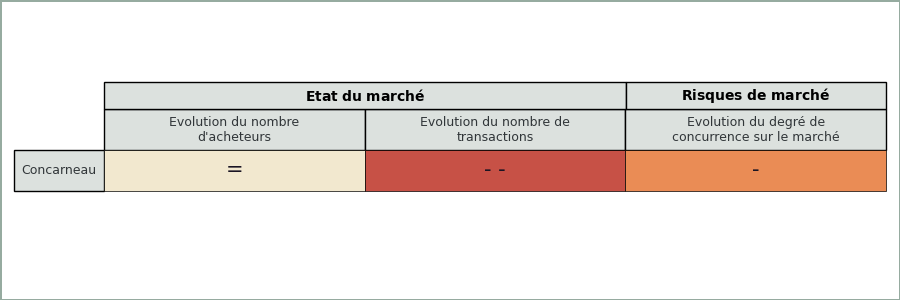 Etat du marché
Risques de marché
Evolution du nombre
d'acheteurs
Evolution du nombre de
transactions
Evolution du degré de
concurrence sur le marché
Concarneau
=
- -
-